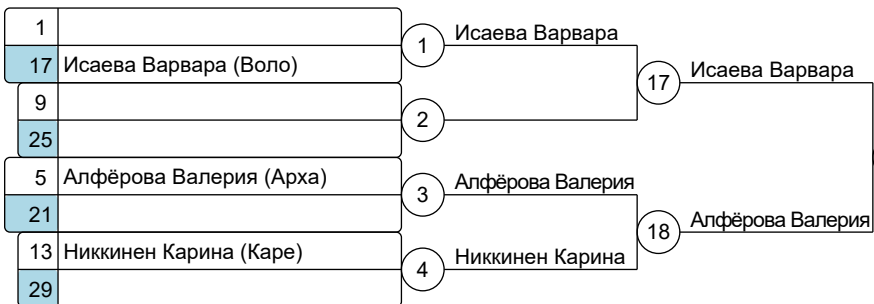 1
17 Исаева Варвара (Воло)
1
Исаева Варвара
9
25
2
17
Исаева Варвара
5 Алфёрова Валерия (Арха)
21
3
Алфёрова Валерия
13 Никкинен Карина (Каре)
29
4
Никкинен Карина
18
Алфёрова Валерия